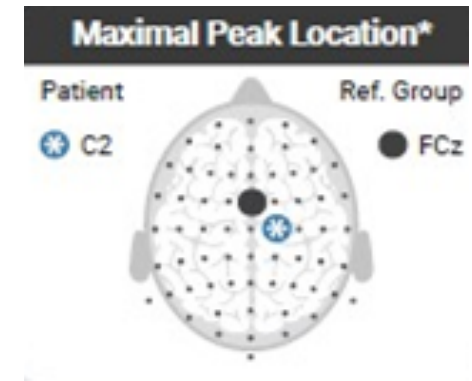 Maximal Peak Location*
Patient Ref. Group
C2 FCz